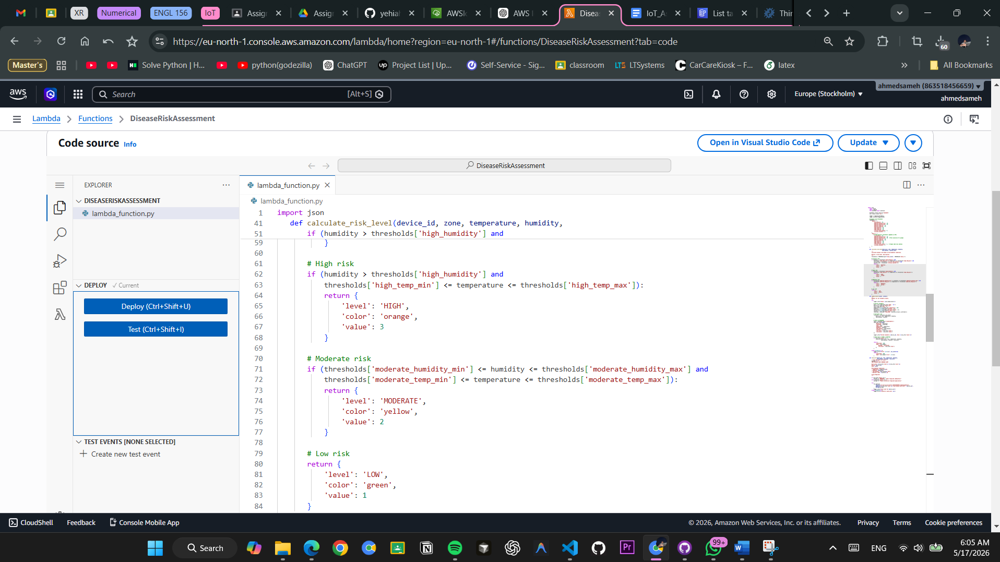 XR
Numerical
ENGL 156
IoT
Assign
Assign
yehial
AWSIo
AWS I
Diseas
IoT_As
List ta
Thin
https://eu-north-1.console.aws.amazon.com/lambda/home?region=eu-north-1#/functions/DiseaseRiskAssessment?tab=code
60
Master's
Solve Python | H...
python(godezilla)
ChatGPT
up
Project List | Up...
Self-Service - Sig...
classroom
LTS
LTSystems
CarCareKiosk – F...
latex
All Bookmarks
aws
Search
[Alt+S]
Europe (Stockholm)
ahmedsameh (863518456659)
ahmedsameh
Lambda
Functions
DiseaseRiskAssessment
Code source
Info
Open in Visual Studio Code
Update
DiseaseRiskAssessment
EXPLORER
DISEASERISKASSESSMENT
lambda_function.py
DEPLOY
Current
Deploy (Ctrl+Shift+U)
Test (Ctrl+Shift+I)
TEST EVENTS [NONE SELECTED]
Create new test event
lambda_function.py
lambda_function.py
1 import json
41 def calculate_risk_level(device_id, zone, temperature, humidity,
51 if (humidity > thresholds['high_humidity'] and
59 }
60
61 # High risk
62 if (humidity > thresholds['high_humidity'] and
63 thresholds['high_temp_min'] <= temperature <= thresholds['high_temp_max']):
64 return {
65 'level': 'HIGH',
66 'color': 'orange',
67 'value': 3
68 }
69
70 # Moderate risk
71 if (thresholds['moderate_humidity_min'] <= humidity <= thresholds['moderate_humidity_max'] and
72 thresholds['moderate_temp_min'] <= temperature <= thresholds['moderate_temp_max']):
73 return {
74 'level': 'MODERATE',
75 'color': 'yellow',
76 'value': 2
77 }
78
79 # Low risk
80 return {
81 'level': 'LOW',
82 'color': 'green',
83 'value': 1
84 }
CloudShell
Feedback
Console Mobile App
© 2026, Amazon Web Services, Inc. or its affiliates.
Privacy
Terms
Cookie preferences
Search
Pr
99+
ENG
6:05 AM
5/17/2026